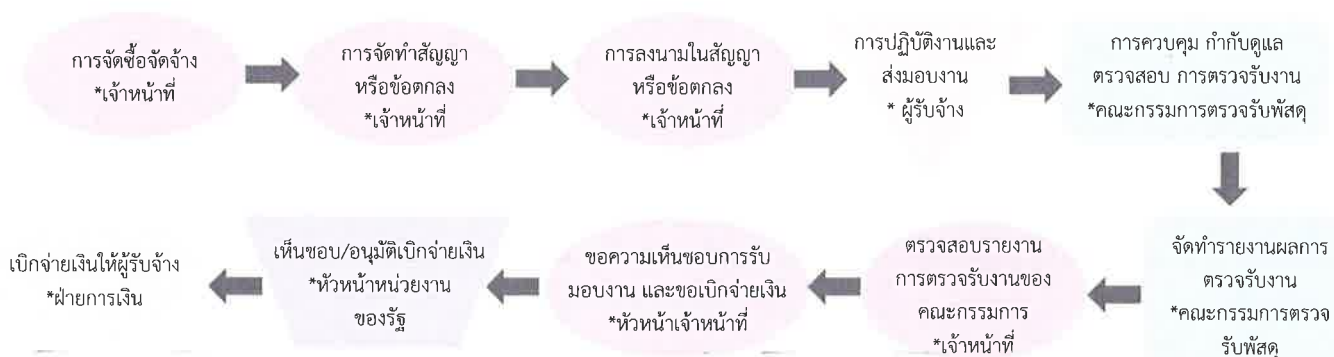 การจัดซื้อจัดจ้าง
*เจ้าหน้าที่
การจัดทำสัญญา
หรือข้อตกลง
*เจ้าหน้าที่
การลงนามในสัญญา
หรือข้อตกลง
*เจ้าหน้าที่
การปฏิบัติงานและ
ส่งมอบงาน
* ผู้รับจ้าง
การควบคุม กำกับดูแล
ตรวจสอบ การตรวจรับงาน
*คณะกรรมการตรวจรับพัสดุ
จัดทำรายงานผลการ
ตรวจรับงาน
*คณะกรรมการตรวจ
รับพัสดุ
ตรวจสอบรายงาน
การตรวจรับงานของ
คณะกรรมการ
*เจ้าหน้าที่
ขอความเห็นชอบการรับ
มอบงาน และขอเบิกจ่ายเงิน
*หัวหน้าเจ้าหน้าที่
เห็นชอบ/อนุมัติเบิกจ่ายเงิน
*หัวหน้าหน่วยงาน
ของรัฐ
เบิกจ่ายเงินให้ผู้รับจ้าง
*ฝ่ายการเงิน